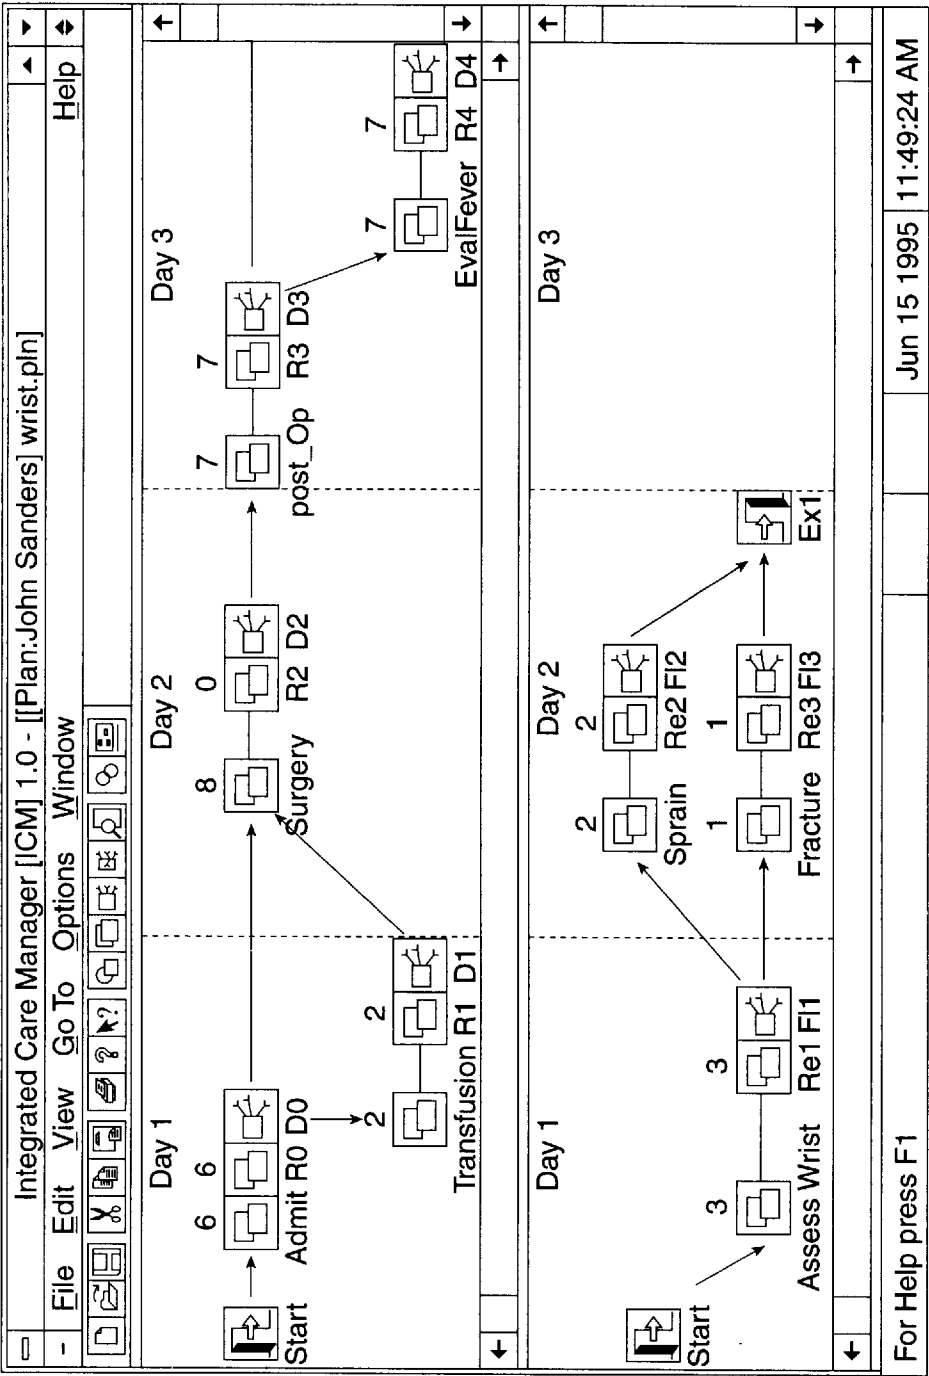 Integrated Care Manager [ICM] 1.0 - [[Plan:John Sanders] wrist.pln]
File Edit View Go To Options Window Help
Day 1 Day 2 Day 3
6 6 8 0 7 7
Start Admit R0 D0 Surgery R2 D2 post_Op R3 D3
2 2 7 7
Transfusion R1 D1 EvalFever R4 D4
Day 1 Day 2 Day 3
2 2
Start Sprain Re2 Fl2
3 3 1 1
Assess Wrist Re1 Fl1 Fracture Re3 Fl3 Ex1
For Help press F1 Jun 15 1995 11:49:24 AM